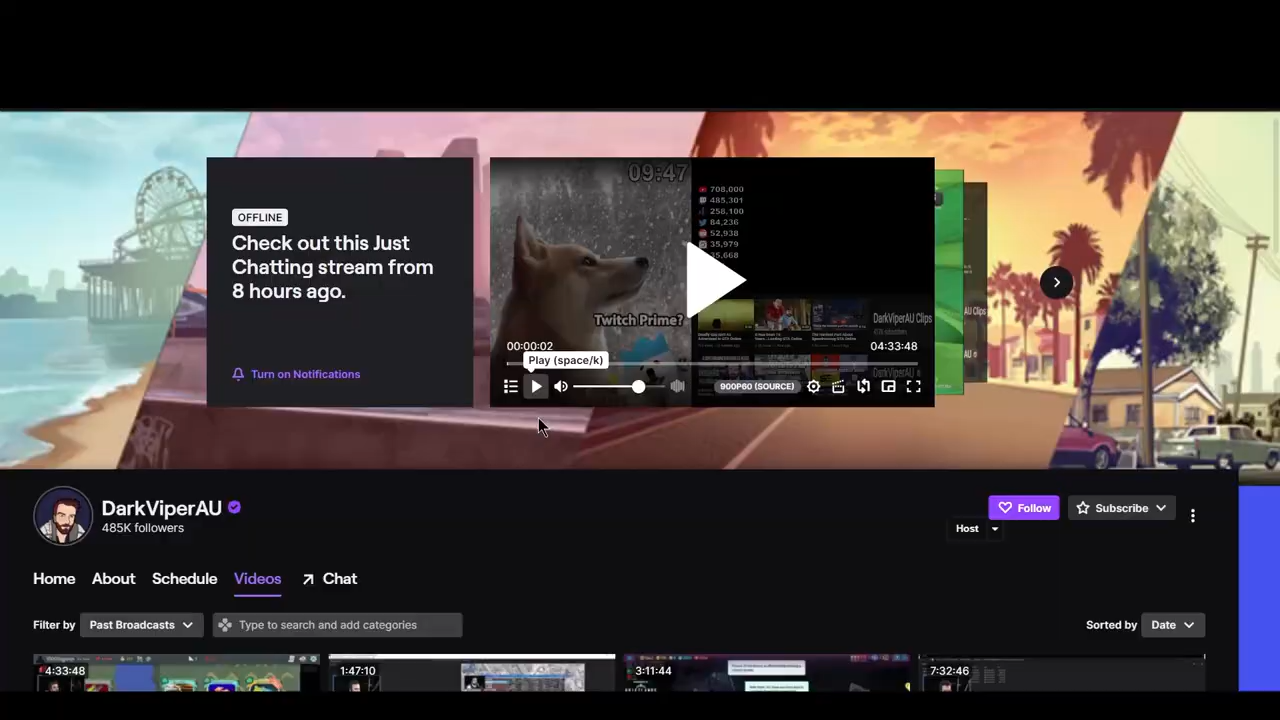 OFFLINE
Check out this Just
Chatting stream from
8 hours ago.
Turn on Notifications
09:47
708,000
485,301
258,100
84,236
52,938
35,979
35,668
Twitch Prime?
DarkViperAU Clips
00:00:02
04:33:48
Play (space/k)
900P60 (SOURCE)
AU Clips
DarkViperAU
485K followers
Follow
Subscribe
Host
Home
About
Schedule
Videos
Chat
Filter by
Past Broadcasts
Type to search and add categories
Sorted by
Date
4:33:48
1:47:10
3:11:44
7:32:46